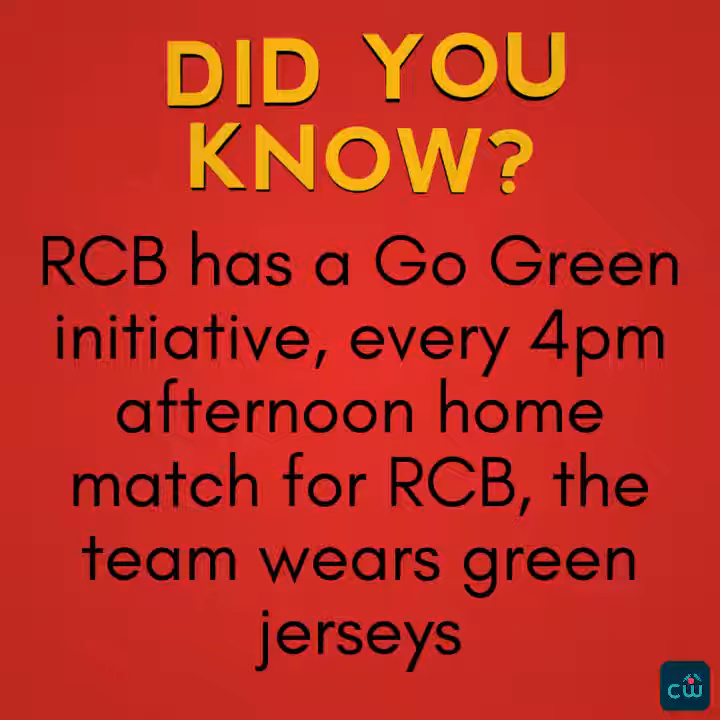 DID YOU
KNOW?
RCB has a Go Green
initiative, every 4pm
afternoon home
match for RCB, the
team wears green
jerseys
cw